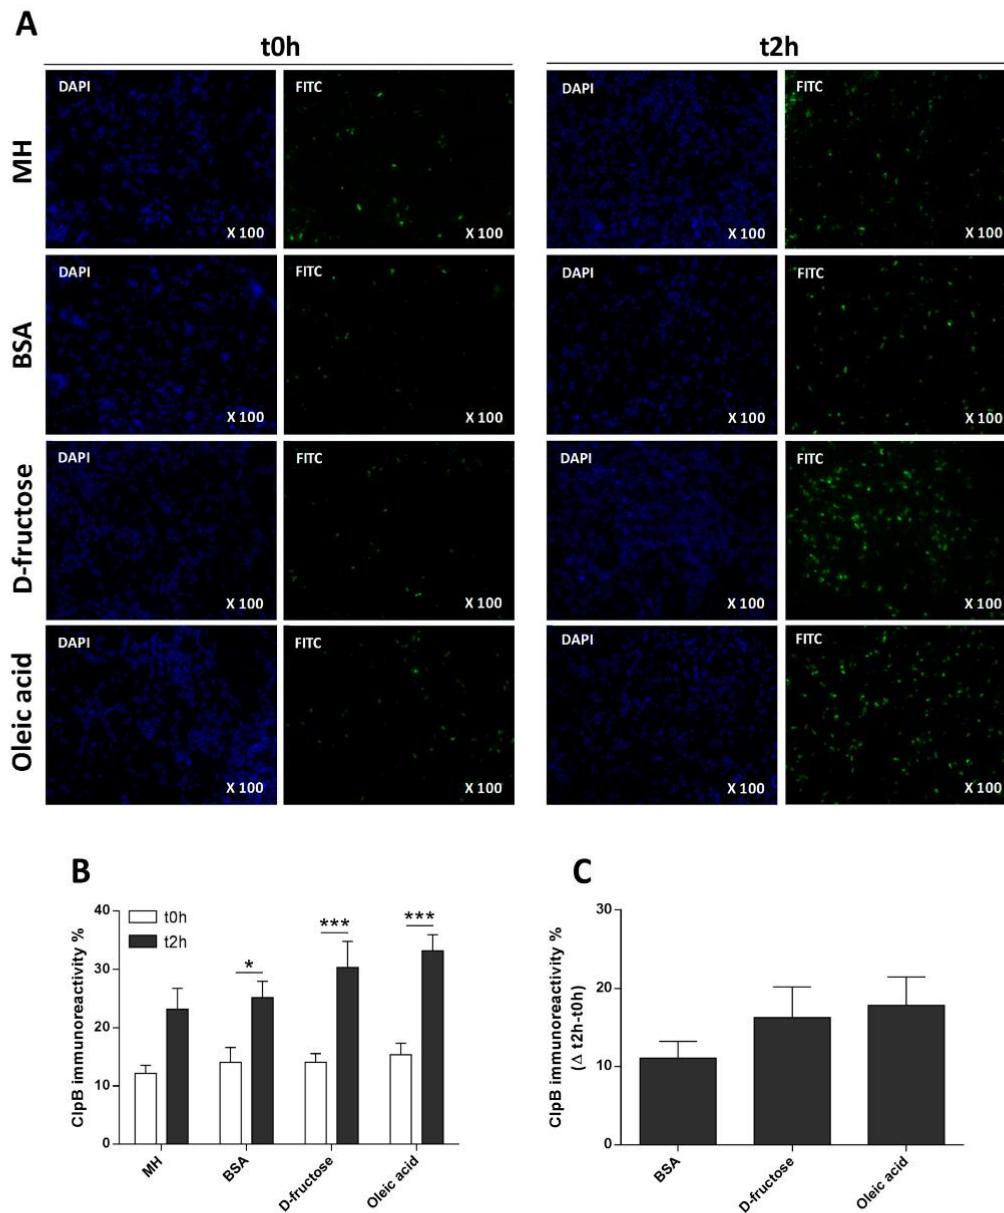 A
t0h
t2h
MH
DAPI
X 100
FITC
X 100
DAPI
X 100
FITC
X 100
BSA
DAPI
X 100
FITC
X 100
DAPI
X 100
FITC
X 100
D-fructose
DAPI
X 100
FITC
X 100
DAPI
X 100
FITC
X 100
Oleic acid
DAPI
X 100
FITC
X 100
DAPI
X 100
FITC
X 100
B
ClpB immunoreactivity %
40
30
20
10
0
t0h
t2h
*
***
***
MH
BSA
D-fructose
Oleic acid
C
ClpB immunoreactivity %
(Δ t2h-t0h)
30
20
10
0
BSA
D-fructose
Oleic acid